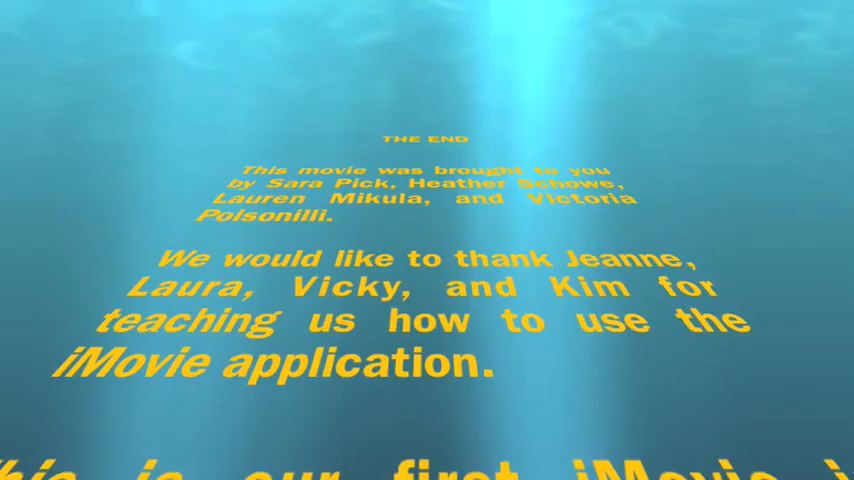 THE END
This movie was brought to you
by Sara Pick, Heather Schowe,
Lauren Mikula, and Victoria
Polsonilli.
We would like to thank Jeanne,
Laura, Vicky, and Kim for
teaching us how to use the
iMovie application.
This is our first iMovie